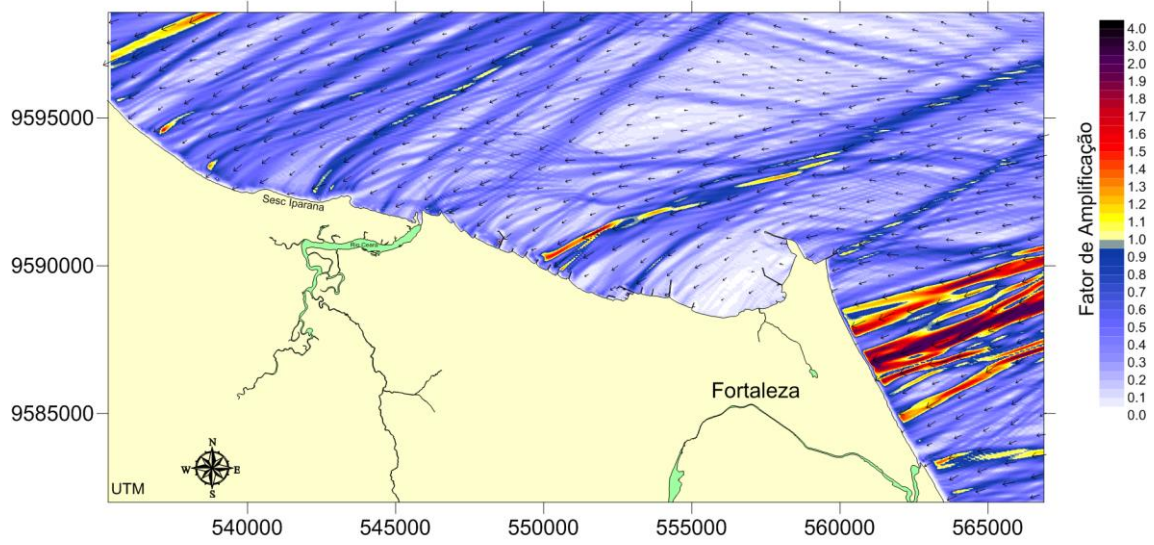 9595000
9590000
9585000
Sesc Iparana
Rio Ceara
Fortaleza
N
W E
S
UTM
540000 545000 550000 555000 560000 565000
Fator de Amplificação
4.0
3.0
2.0
1.9
1.8
1.7
1.6
1.5
1.4
1.3
1.2
1.1
1.0
0.9
0.8
0.7
0.6
0.5
0.4
0.3
0.2
0.1
0.0